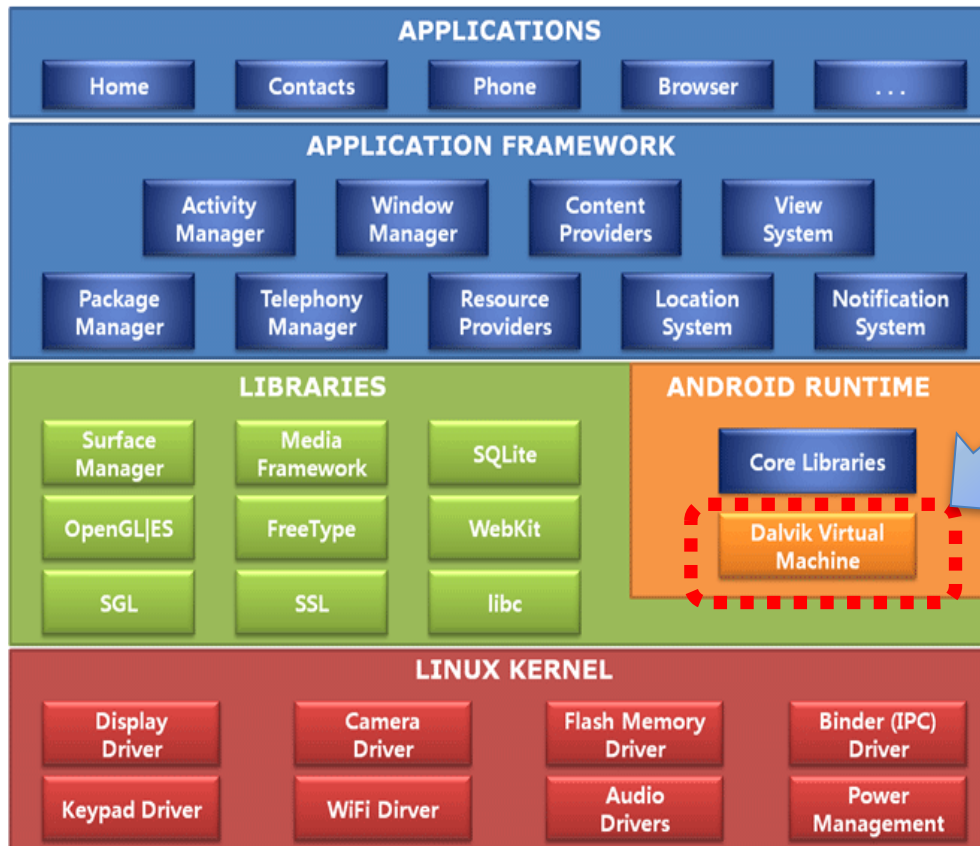 APPLICATIONS
Home
Contacts
Phone
Browser
. . .
APPLICATION FRAMEWORK
Activity
Manager
Window
Manager
Content
Providers
View
System
Package
Manager
Telephony
Manager
Resource
Providers
Location
System
Notification
System
LIBRARIES
Surface
Manager
Media
Framework
SQLite
OpenGL|ES
FreeType
WebKit
SGL
SSL
libc
ANDROID RUNTIME
Core Libraries
Dalvik Virtual
Machine
LINUX KERNEL
Display
Driver
Camera
Driver
Flash Memory
Driver
Binder (IPC)
Driver
Keypad Driver
WiFi Dirver
Audio
Drivers
Power
Management